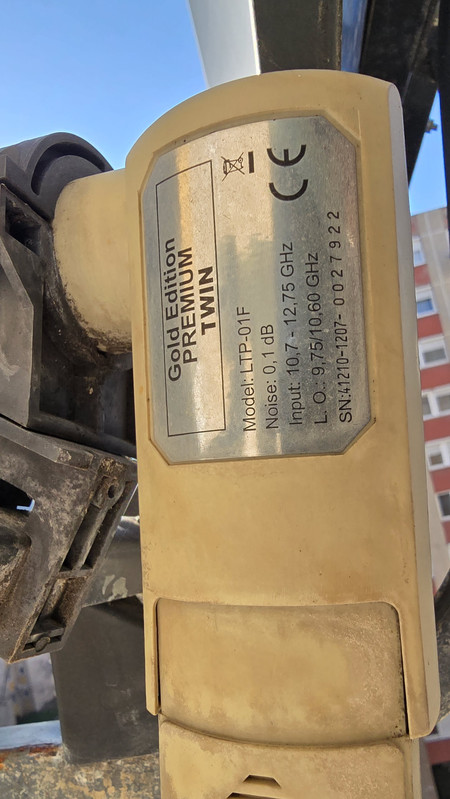 Gold Edition
PREMIUM
TWIN
Model: LTP-01F
Noise: 0,1 dB
Input: 10,7 - 12,75 GHz
L. O.: 9,75/10,60 GHz
SN:41210-1207-0027922
CE